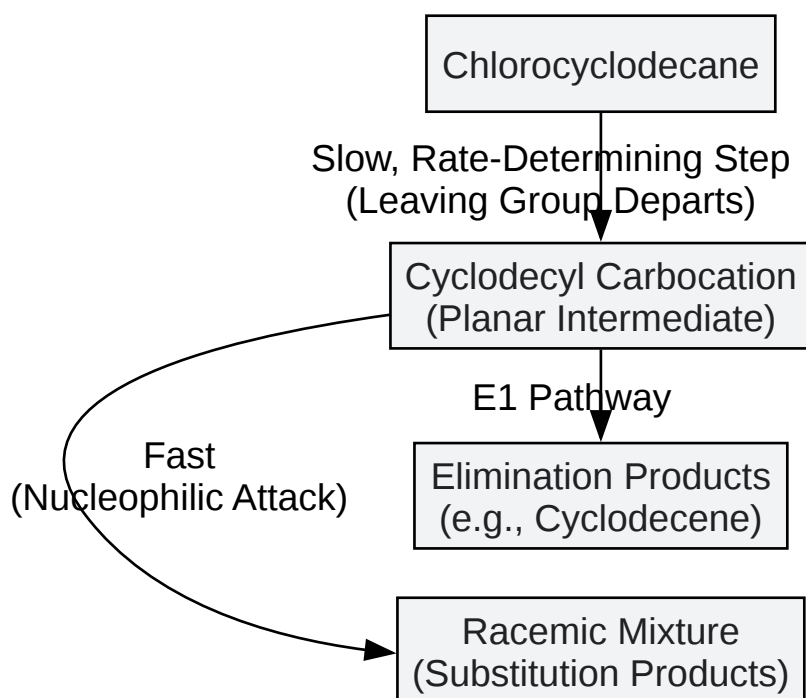 Chlorocyclodecane
Slow, Rate-Determining Step
(Leaving Group Departs)
Cyclodecyl Carbocation
(Planar Intermediate)
E1 Pathway
Fast
(Nucleophilic Attack)
Elimination Products
(e.g., Cyclodecene)
Racemic Mixture
(Substitution Products)